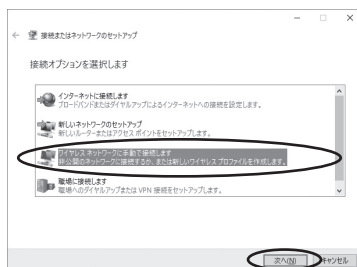 接続またはネットワークのセットアップ
接続オプションを選択します
インターネットに接続します
ブロードバンドまたはダイヤルアップによるインターネットへの接続を設定します。
新しいネットワークのセットアップ
新しいルーターまたはアクセス ポイントをセットアップします。
ワイヤレス ネットワークに手動で接続します
非公開のネットワークに接続するか、または新しいワイヤレス プロファイルを作成します。
職場に接続します
職場へのダイヤルアップまたは VPN 接続をセットアップします。
次へ(N)
キャンセル